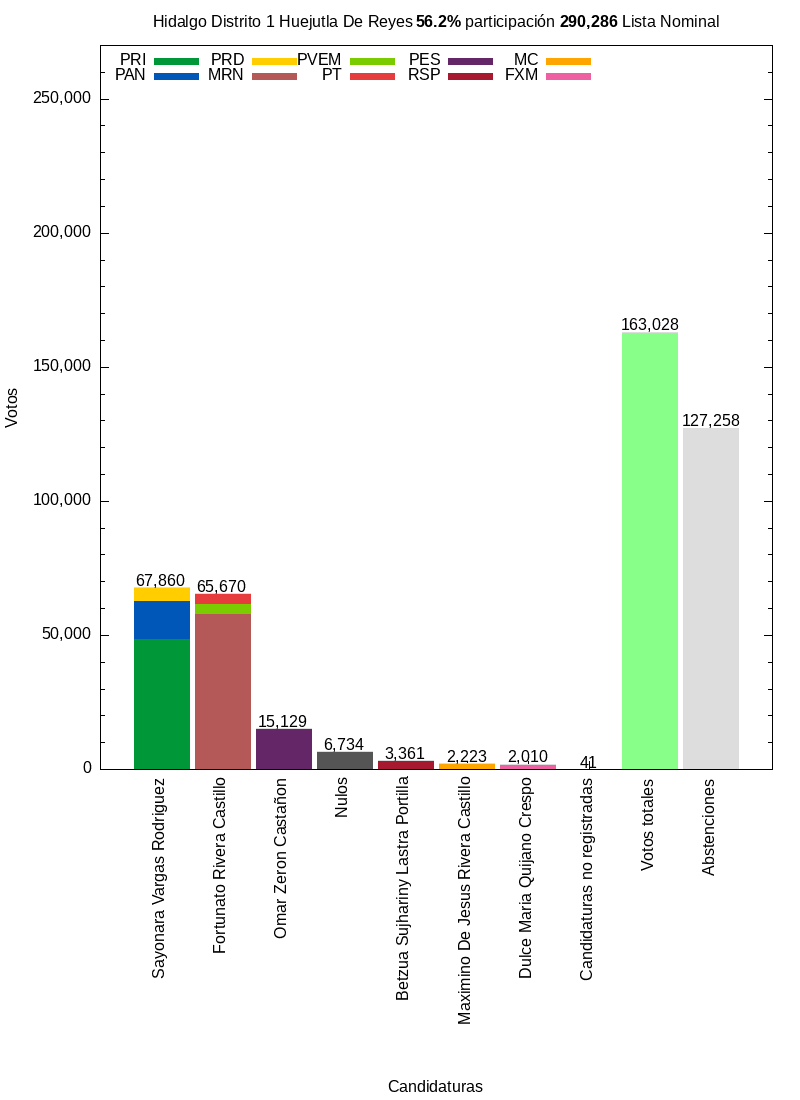 Hidalgo Distrito 1 Huejutla De Reyes 56.2% participación 290,286 Lista Nominal
PRI PRD PVEM PES MC
PAN MRN PT RSP FXM
250,000
200,000
150,000
100,000
50,000
0
Votos
67,860
65,670
15,129
6,734
3,361
2,223
2,010
41
163,028
127,258
Sayonara Vargas Rodriguez
Fortunato Rivera Castillo
Omar Zeron Castañon
Nulos
Betzua Sujhariny Lastra Portilla
Maximino De Jesus Rivera Castillo
Dulce Maria Quijano Crespo
Candidaturas no registradas
Votos totales
Abstenciones
Candidaturas